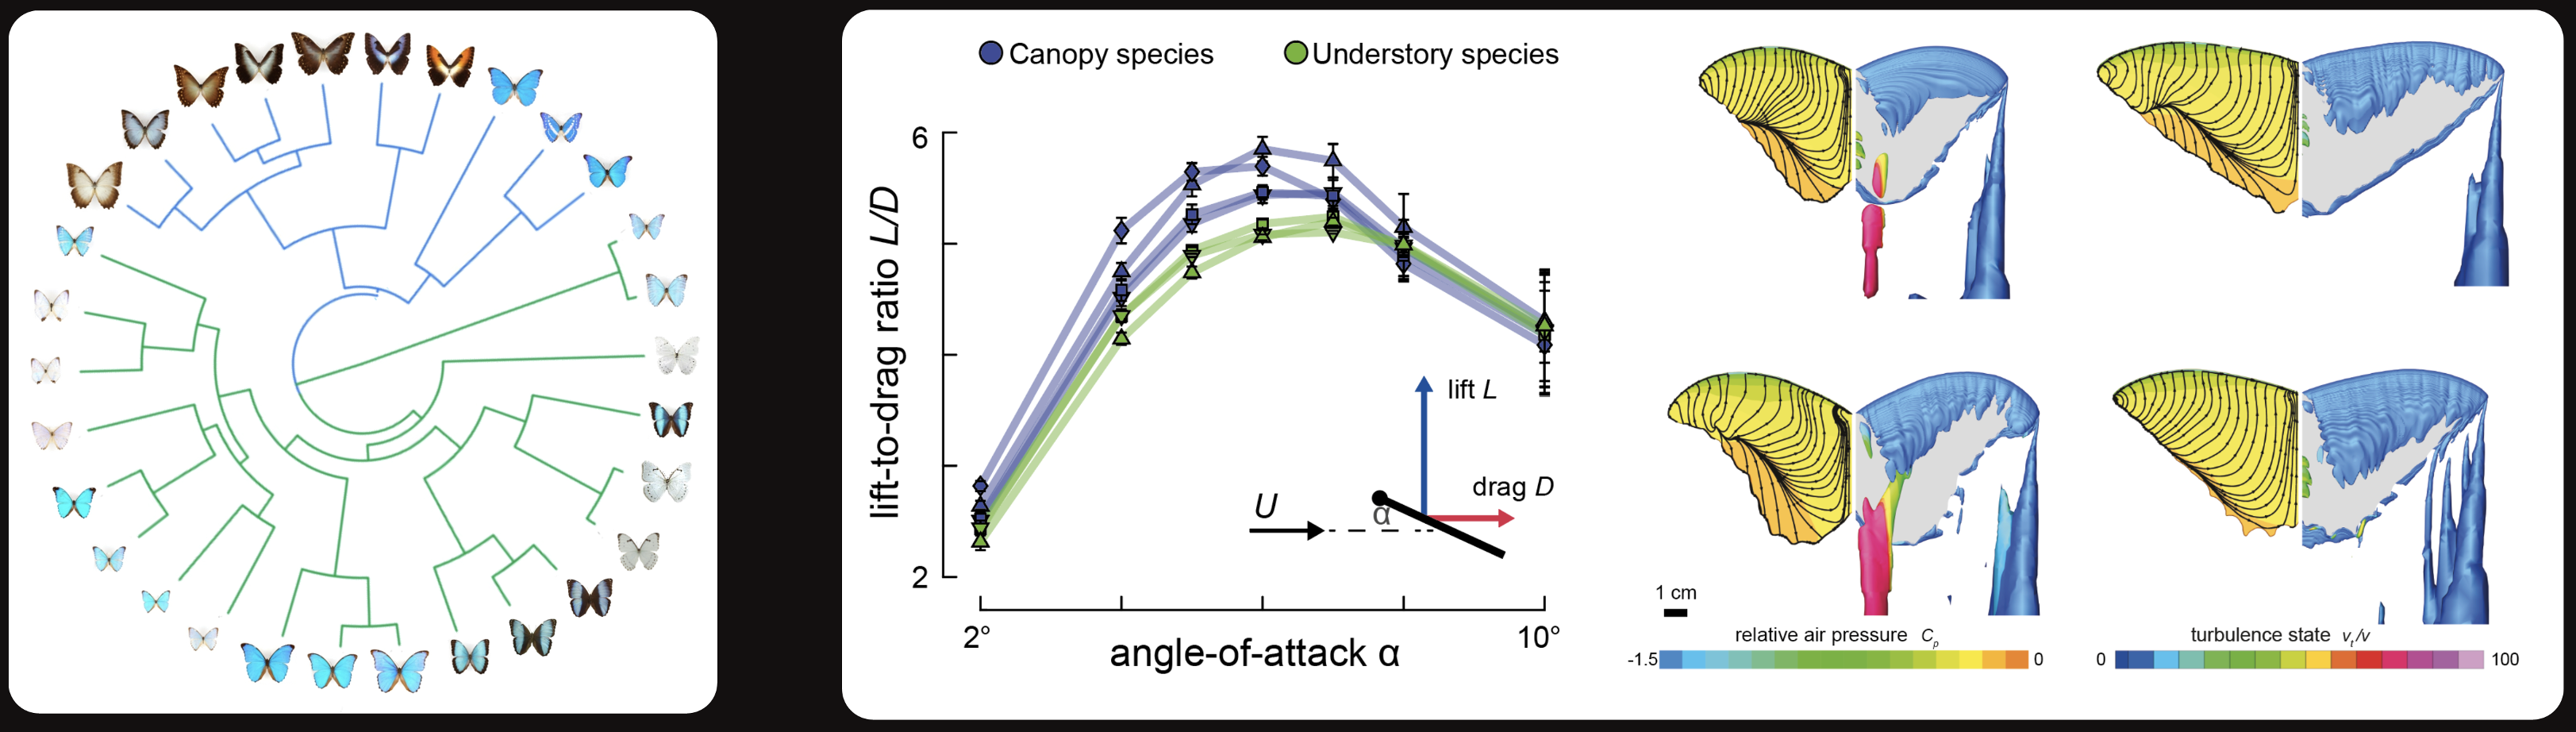 Canopy species
Understory species
6
lift-to-drag ratio L/D
2
2°
10°
angle-of-attack α
lift L
drag D
U
α
1 cm
relative air pressure Cp
-1.5
0
turbulence state vt/v
0
100